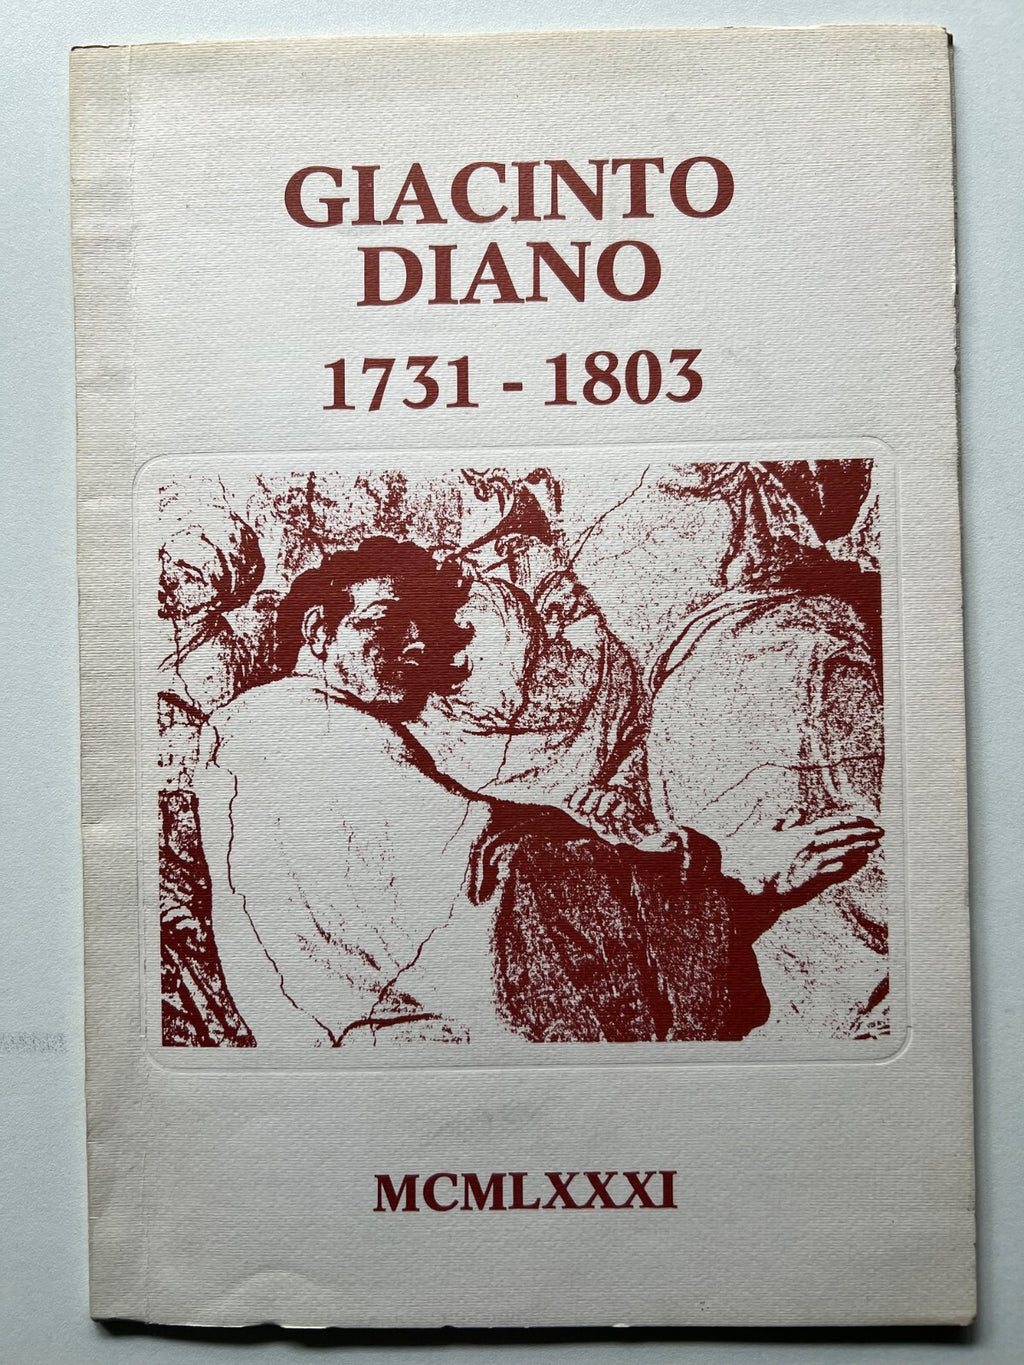 GIACINTO
DIANO
1731 - 1803
MCMLXXXI